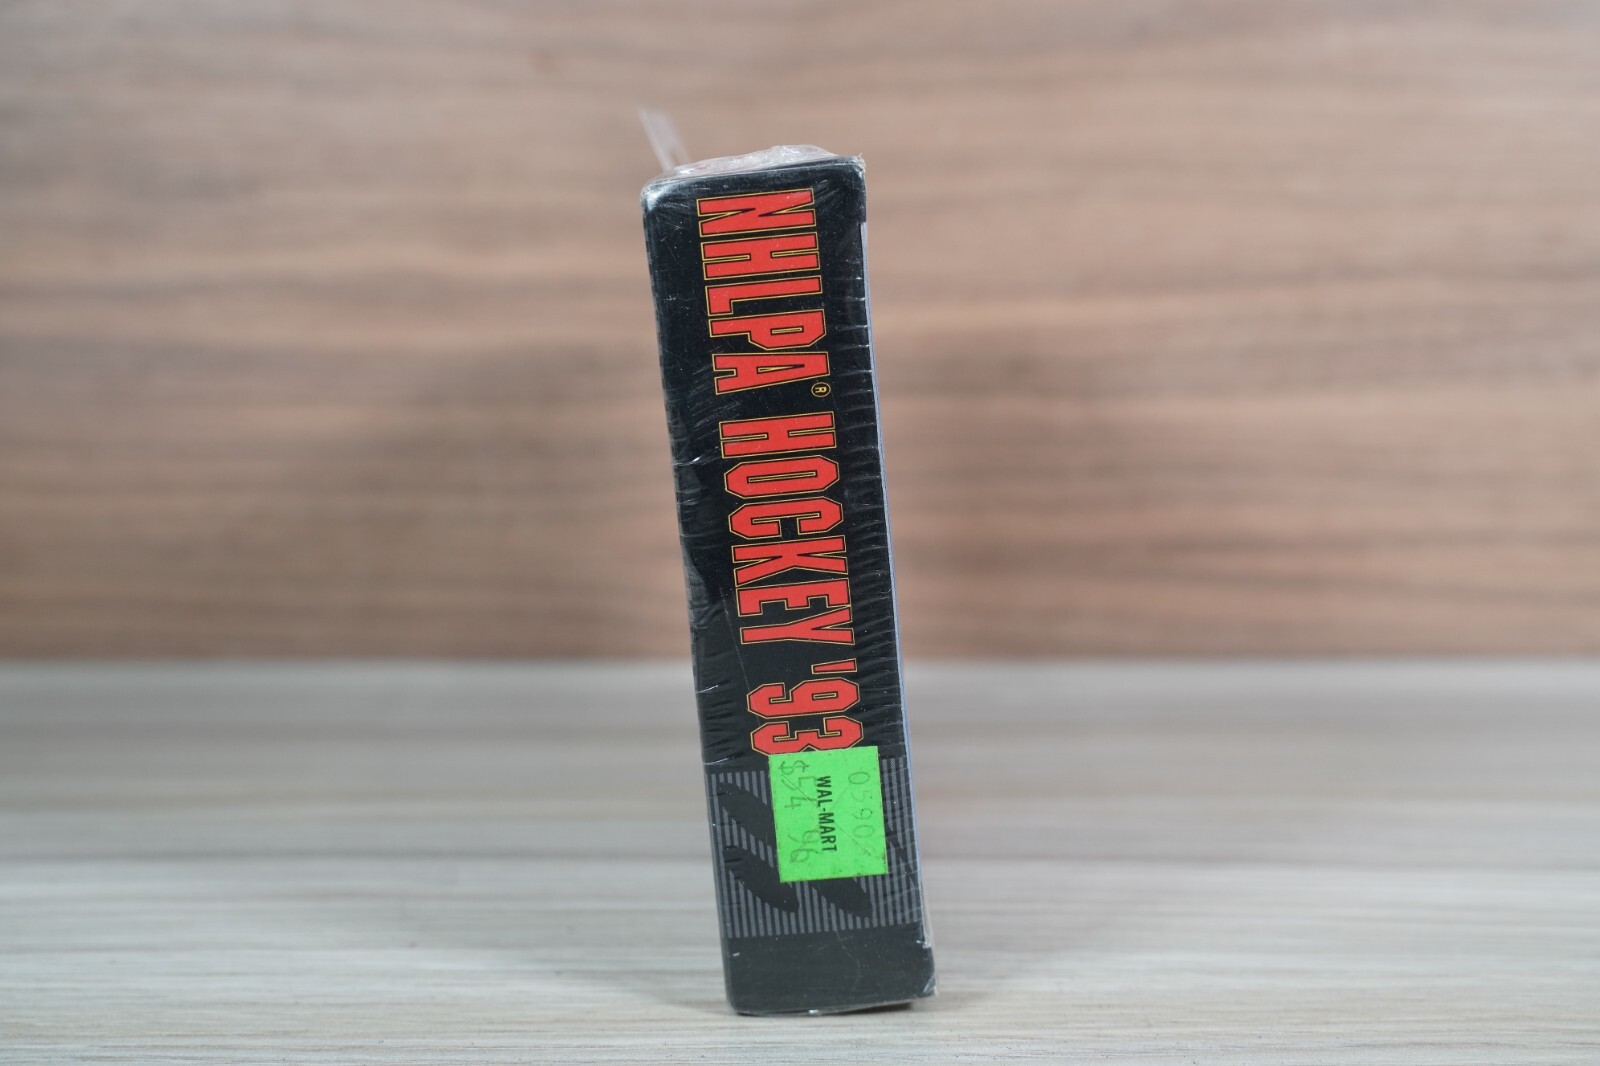 NHLPA® HOCKEY '93
WAL-MART
$54 96